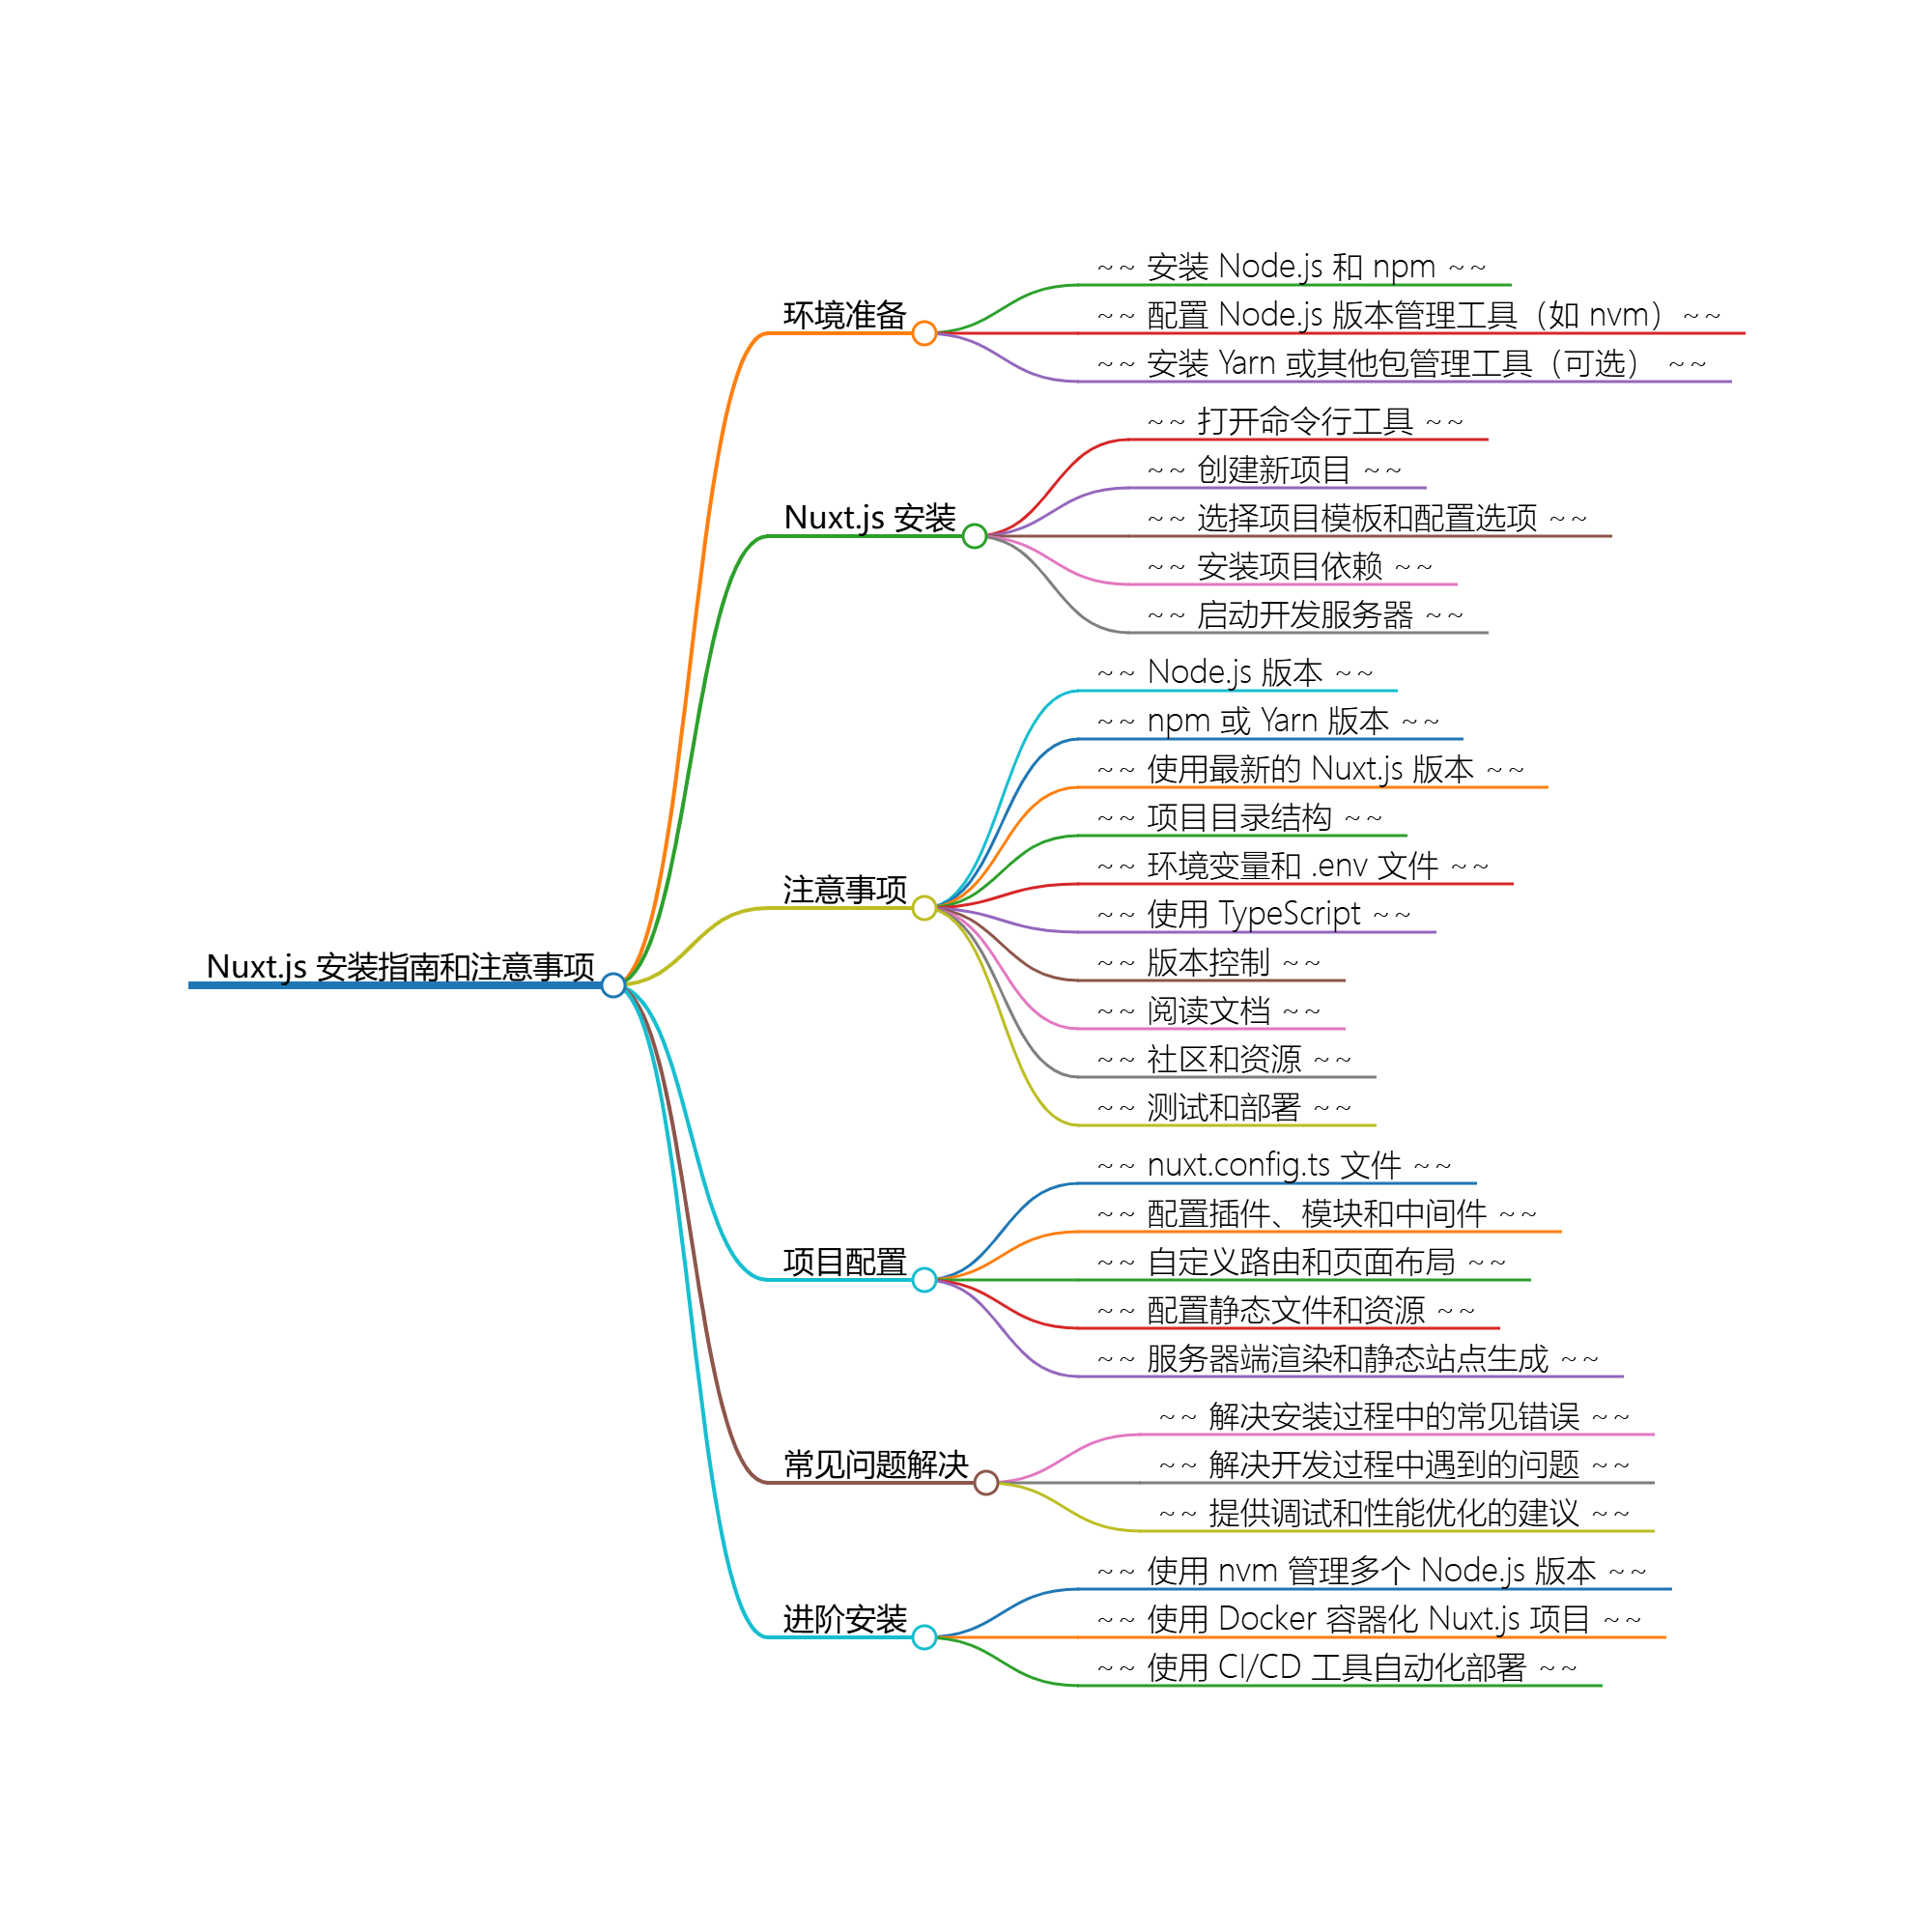 Nuxt.js 安装指南和注意事项
环境准备
~~ 安装 Node.js 和 npm ~~
~~ 配置 Node.js 版本管理工具（如 nvm） ~~
~~ 安装 Yarn 或其他包管理工具（可选） ~~
Nuxt.js 安装
~~ 打开命令行工具 ~~
~~ 创建新项目 ~~
~~ 选择项目模板和配置选项 ~~
~~ 安装项目依赖 ~~
~~ 启动开发服务器 ~~
注意事项
~~ Node.js 版本 ~~
~~ npm 或 Yarn 版本 ~~
~~ 使用最新的 Nuxt.js 版本 ~~
~~ 项目目录结构 ~~
~~ 环境变量和 .env 文件 ~~
~~ 使用 TypeScript ~~
~~ 版本控制 ~~
~~ 阅读文档 ~~
~~ 社区和资源 ~~
~~ 测试和部署 ~~
项目配置
~~ nuxt.config.ts 文件 ~~
~~ 配置插件、模块和中间件 ~~
~~ 自定义路由和页面布局 ~~
~~ 配置静态文件和资源 ~~
~~ 服务器端渲染和静态站点生成 ~~
常见问题解决
~~ 解决安装过程中的常见错误 ~~
~~ 解决开发过程中遇到的问题 ~~
~~ 提供调试和性能优化的建议 ~~
进阶安装
~~ 使用 nvm 管理多个 Node.js 版本 ~~
~~ 使用 Docker 容器化 Nuxt.js 项目 ~~
~~ 使用 CI/CD 工具自动化部署 ~~